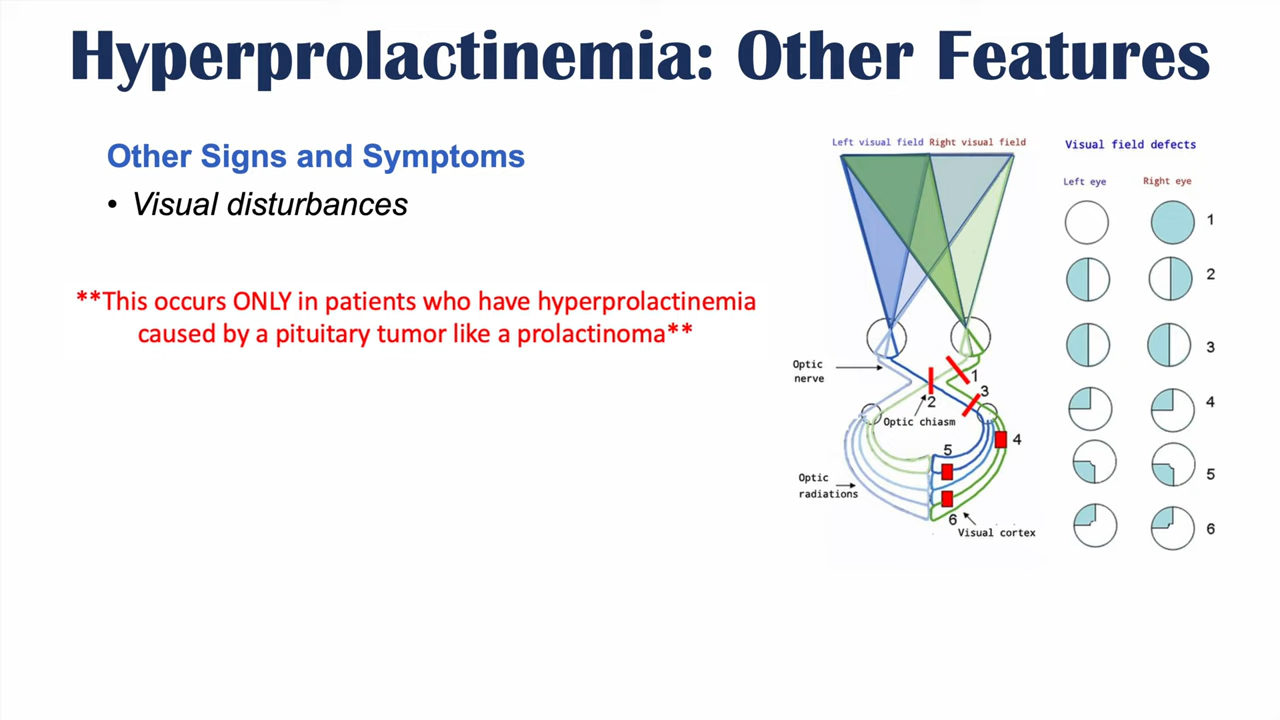 Hyperprolactinemia: Other Features
Other Signs and Symptoms
• Visual disturbances
**This occurs ONLY in patients who have hyperprolactinemia
caused by a pituitary tumor like a prolactinoma**
Left visual field Right visual field
Optic
nerve
1
2
3
Optic chiasm
4
5
Optic
radiations
6
Visual cortex
Visual field defects
Left eye Right eye
1
2
3
4
5
6